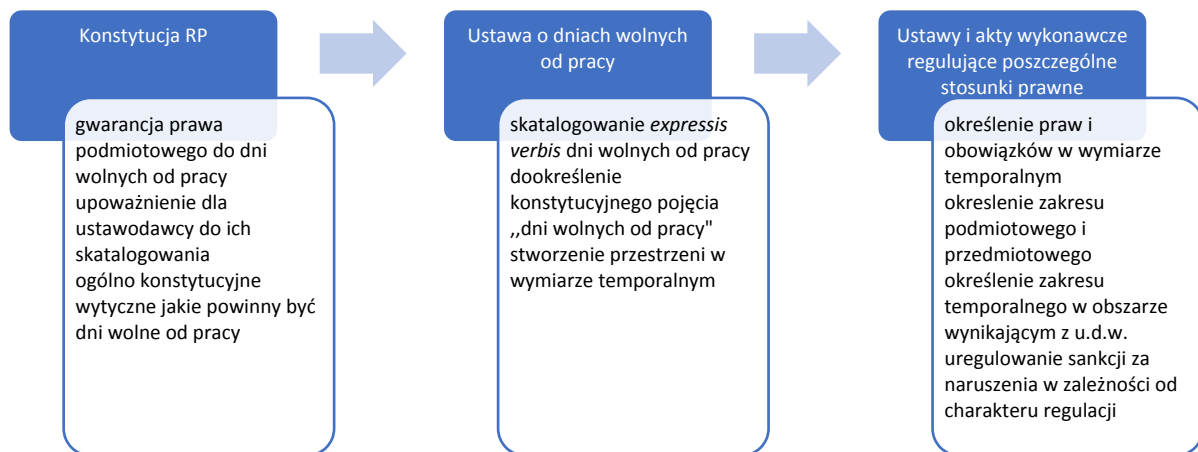 Konstytucja RP
gwarancja prawa
podmiotowego do dni
wolnych od pracy
upoważnienie dla
ustawodawcy do ich
skatalogowania
ogólno konstytucyjne
wytyczne jakie powinny być
dni wolne od pracy
Ustawa o dniach wolnych
od pracy
skatalogowanie expressis
verbis dni wolnych od pracy
dookreślenie
konstytucyjnego pojęcia
,,dni wolnych od pracy"
stworzenie przestrzeni w
wymiarze temporalnym
Ustawy i akty wykonawcze
regulujące poszczególne
stosunki prawne
określenie praw i
obowiązków w wymiarze
temporalnym
okreslenie zakresu
podmiotowego i
przedmiotowego
określenie zakresu
temporalnego w obszarze
wynikającym z u.d.w.
uregulowanie sankcji za
naruszenia w zależności od
charakteru regulacji